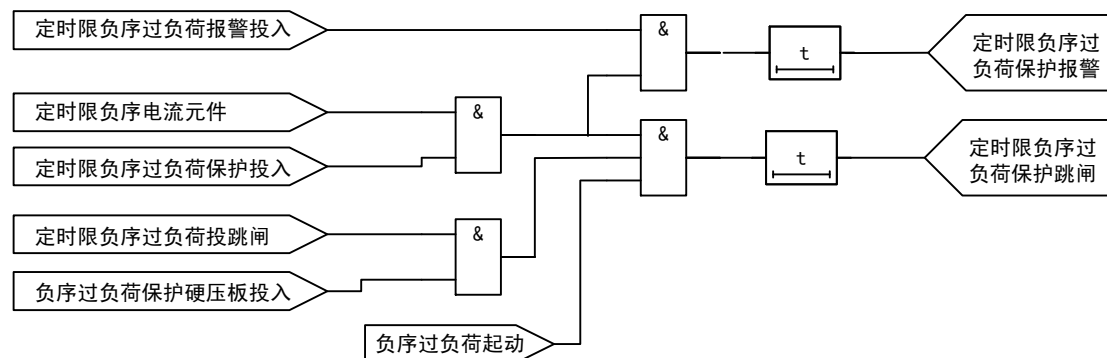 定时限负序过负荷报警投入
&
t
定时限负序过
负荷保护报警
定时限负序电流元件
&
定时限负序过负荷保护投入
&
t
定时限负序过
负荷保护跳闸
定时限负序过负荷投跳闸
&
负序过负荷保护硬压板投入
负序过负荷起动